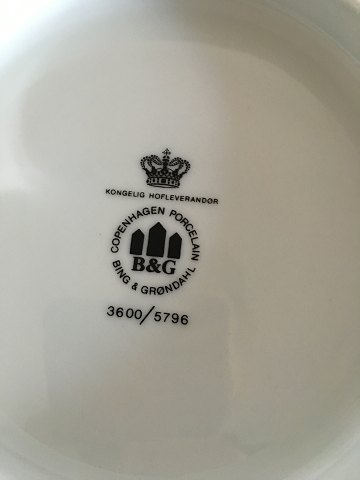 KONGELIG HOFLEVERANDØR
COPENHAGEN PORCELAIN
B&G
BING & GRØNDAHL
3600/5796